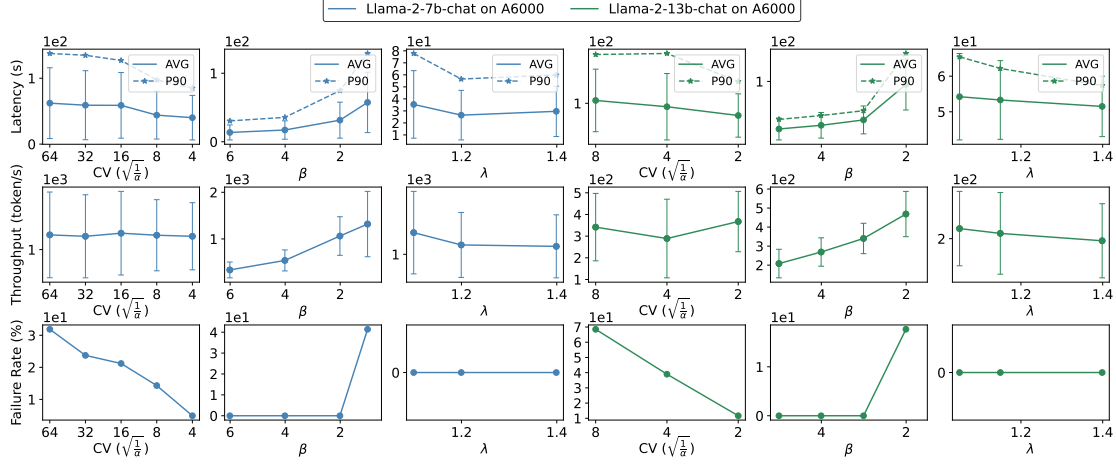 Llama-2-7b-chat on A6000 Llama-2-13b-chat on A6000
1e2 1e2 1e1 1e2 1e2 1e1
Latency (s)
AVG AVG AVG AVG AVG AVG
P90 P90 P90 P90 P90 P90
1 0
1 0
8 7 6 5 4 3 2 1
1
1
6 5
64 32 16 8 4 6 4 2 1.2 1.4 8 4 2 4 2 1.2 1.4
CV (√1/α) β λ CV (√1/α) β λ
1e3 1e3 1e3 1e2 1e2 1e2
Throughput (token/s)
1
2 1
1
5 4 3 2 1
6 5 4 3 2
2
64 32 16 8 4 6 4 2 1.2 1.4 8 4 2 4 2 1.2 1.4
CV (√1/α) β λ CV (√1/α) β λ
1e1 1e1 1e1 1e1
Failure Rate (%)
3 2 1
4 3 2 1 0
0
7 6 5 4 3 2 1
1 0
0
64 32 16 8 4 6 4 2 1.2 1.4 8 4 2 4 2 1.2 1.4
CV (√1/α) β λ CV (√1/α) β λ